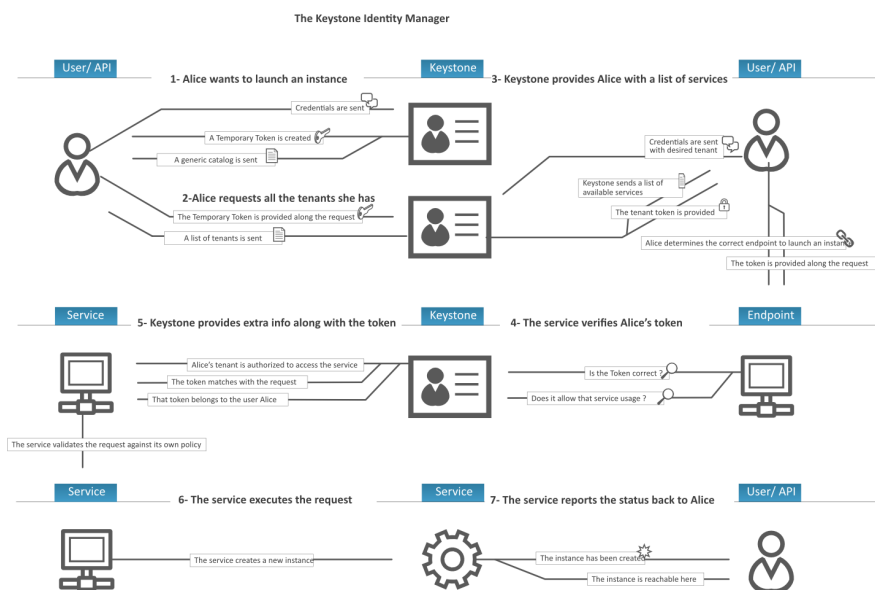 The Keystone Identity Manager
User/ API
Keystone
User/ API
1- Alice wants to launch an instance
3- Keystone provides Alice with a list of services
Credentials are sent
A Temporary Token is created
A generic catalog is sent
Credentials are sent
with desired tenant
Keystone sends a list of
available services
2-Alice requests all the tenants she has
The Temporary Token is provided along the request
The tenant token is provided
A list of tenants is sent
Alice determines the correct endpoint to launch an instance
The token is provided along the request
Service
Keystone
Endpoint
5- Keystone provides extra info along with the token
4- The service verifies Alice's token
Alice's tenant is authorized to access the service
The token matches with the request
That token belongs to the user Alice
Is the Token correct ?
Does it allow that service usage ?
The service validates the request against its own policy
Service
Service
User/ API
6- The service executes the request
7- The service reports the status back to Alice
The service creates a new instance
The instance has been created
The instance is reachable here